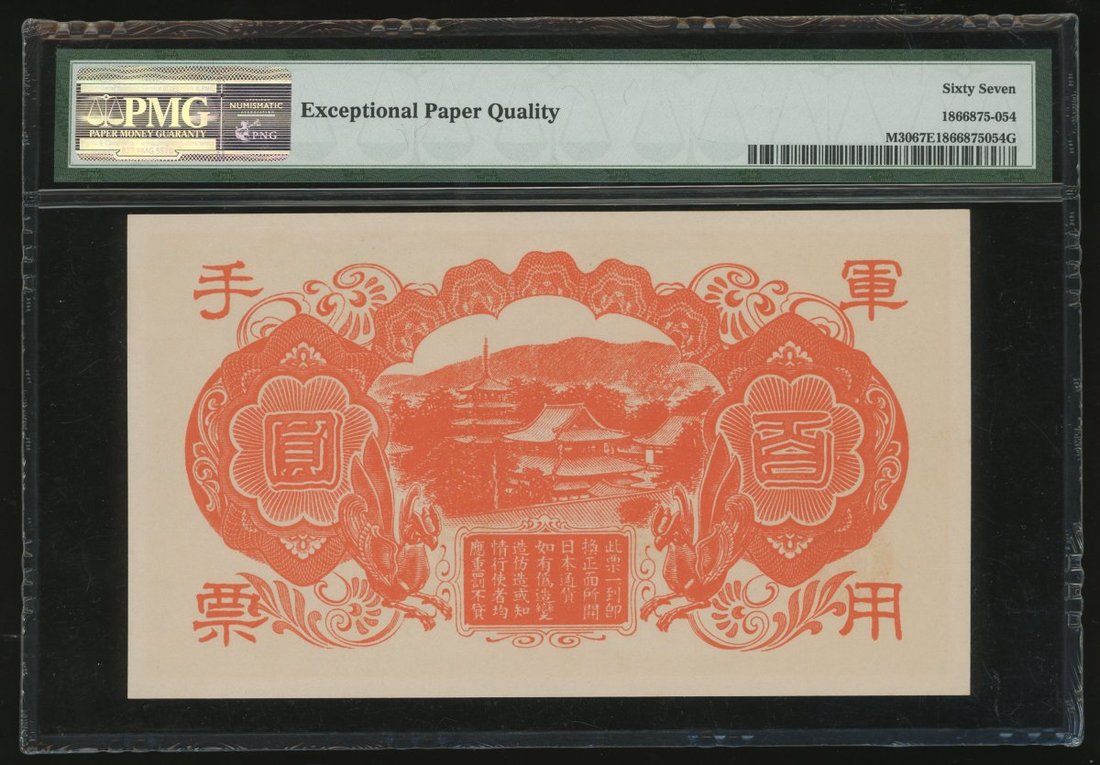 PMG
PAPER MONEY GUARANTY
NUMISMATIC
PNG
Exceptional Paper Quality
Sixty Seven
1866875-054
M3067E1866875054G
軍用
手票
百
圓
此票一到即
換正面所開
日本通貨
如有偽造變
造仿造或知
情行使者均
應重罰不貸